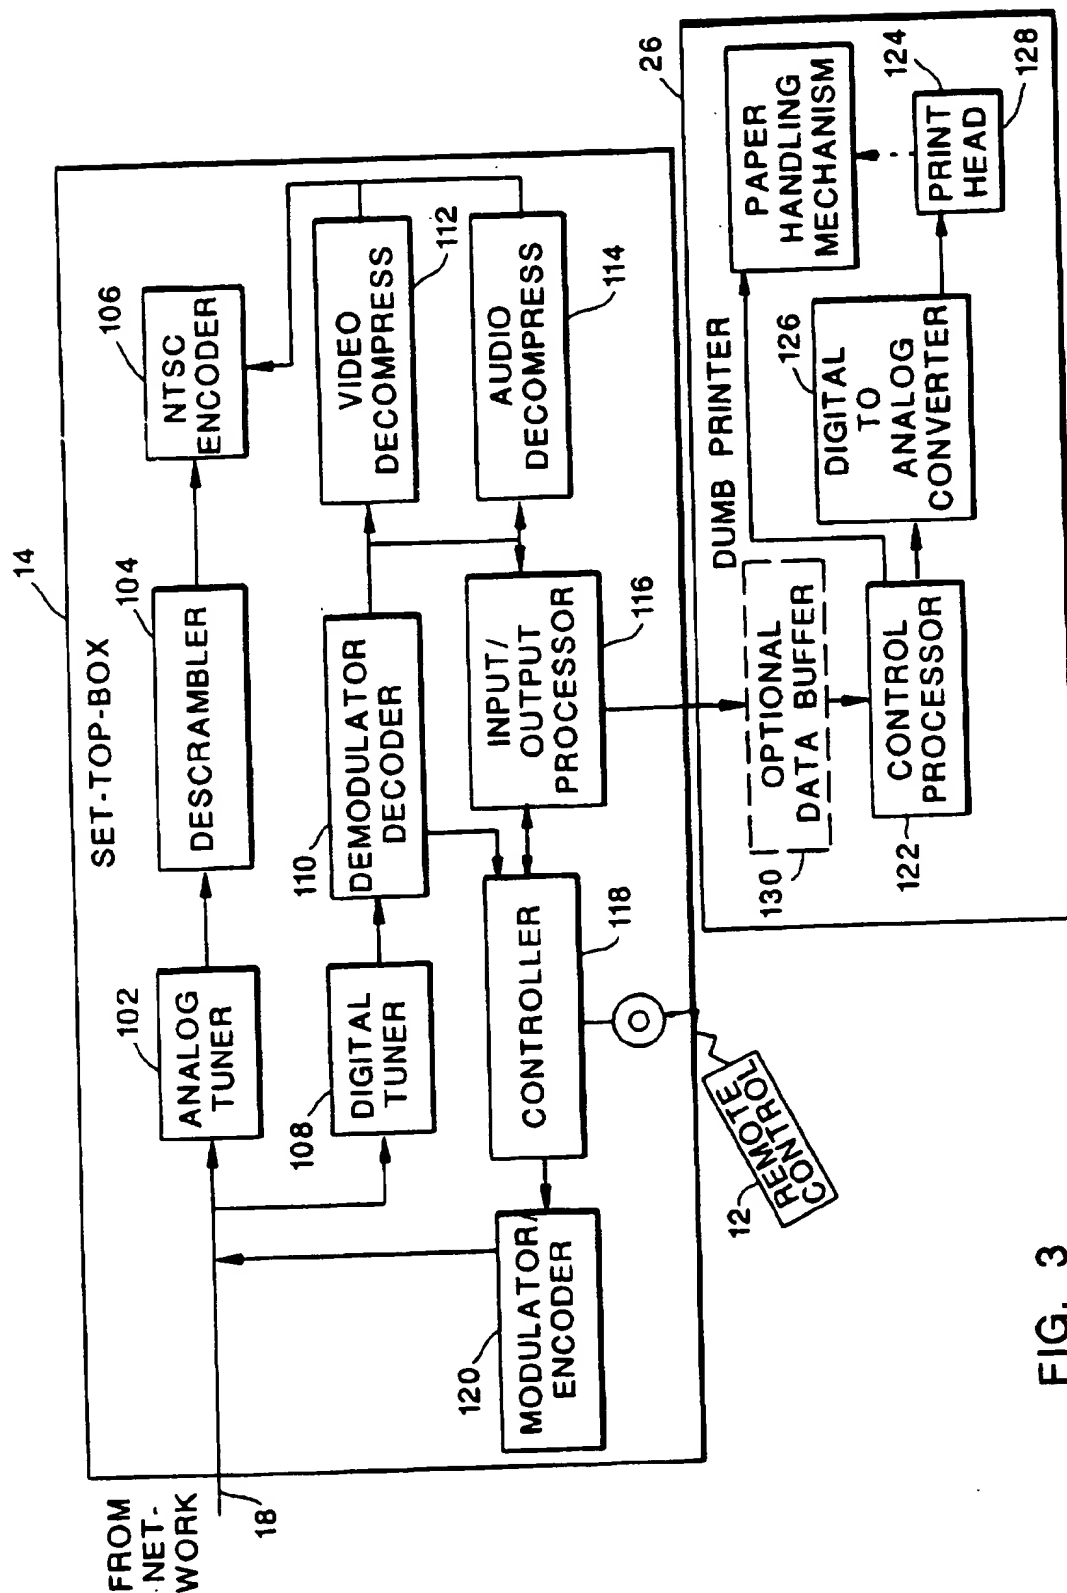 14
SET-TOP-BOX
102
ANALOG
TUNER
104
DESCRAMBLER
106
NTSC
ENCODER
FROM
NET-
WORK
18
108
DIGITAL
TUNER
110
DEMODULATOR
DECODER
VIDEO
DECOMPRESS
112
120
MODULATOR/
ENCODER
CONTROLLER
118
INPUT/
OUTPUT
PROCESSOR
116
AUDIO
DECOMPRESS
114
12
REMOTE
CONTROL
26
DUMB PRINTER
130
OPTIONAL
DATA BUFFER
122
CONTROL
PROCESSOR
126
DIGITAL
TO
ANALOG
CONVERTER
PAPER
HANDLING
MECHANISM
124
PRINT
HEAD
128
FIG. 3